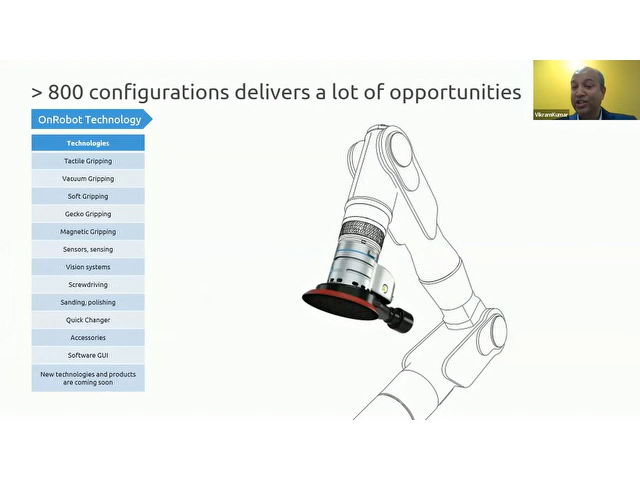 > 800 configurations delivers a lot of opportunities
VikramKumar
OnRobot Technology
Technologies
Tactile Gripping
Vacuum Gripping
Soft Gripping
Gecko Gripping
Magnetic Gripping
Sensors, sensing
Vision systems
Screwdriving
Sanding, polishing
Quick Changer
Accessories
Software GUI
New technologies and products
are coming soon